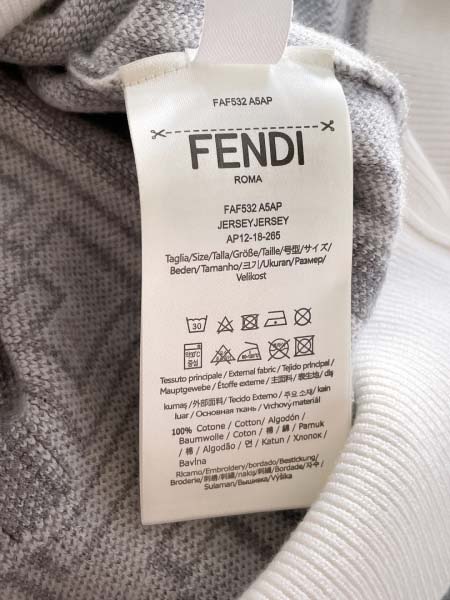 FAF532 A5AP
FENDI
ROMA
FAF532 A5AP
JERSEYJERSEY
AP12-18-265
Taglia/Size/Talla/Größe/Taille/号型/サイズ/
Beden/Tamanho/크기/Ukuran/Размер/
Velikost
30
Tessuto principale / External fabric / Tejido principal /
Hauptgewebe / Étoffe externe / 主面料 / 表生地 / dış
kumaş /外部面料/ Tecido Externo / 주요 소재/ kain
luar / Основная ткань / Vrchový materiál
100% Cotone / Cotton/ Algodón /
Baumwolle / Coton / 棉 / 綿 / Pamuk
/ 棉 / Algodão / 면 / Katun / Хлопок /
Bavlna
Ricamo/Embroidery/bordado/Bestickung/
Broderie/刺绣/刺繍/nakış/刺繡/Bordade/자수/
Sulaman/Вышивка/Výšivka